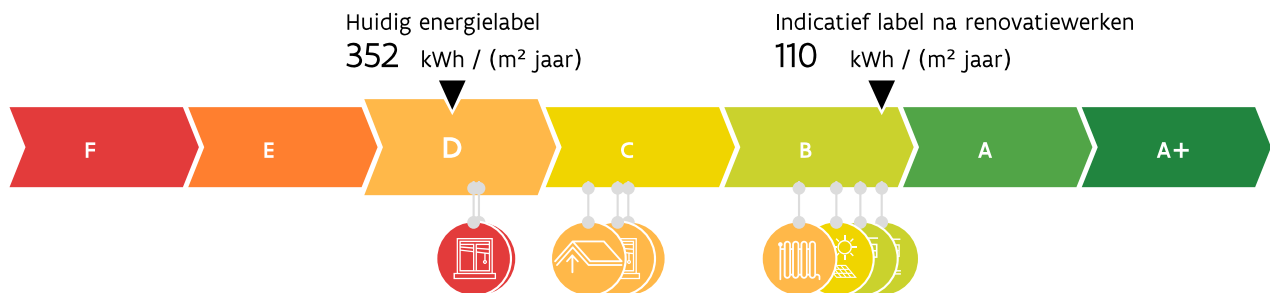 Huidig energielabel
352 kWh / (m² jaar)
Indicatief label na renovatiewerken
110 kWh / (m² jaar)
F E D C B A A+